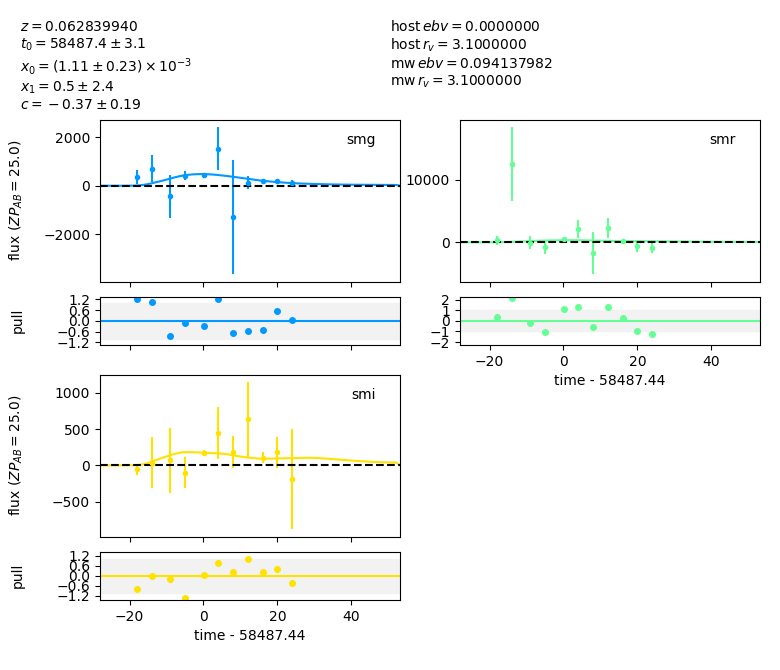 z = 0.062839940
t₀ = 58487.4 ± 3.1
x₀ = (1.11 ± 0.23) × 10⁻³
x₁ = 0.5 ± 2.4
c = −0.37 ± 0.19
host ebv = 0.0000000
host r_v = 3.1000000
mw ebv = 0.094137982
mw r_v = 3.1000000
smg
flux (ZP_AB = 25.0)
2000
0
−2000
smr
10000
0
pull
1.2
0.6
0.0
−0.6
−1.2
2
1
0
−1
−2
−20 0 20 40
time - 58487.44
smi
flux (ZP_AB = 25.0)
1000
500
0
−500
pull
1.2
0.6
0.0
−0.6
−1.2
−20 0 20 40
time - 58487.44